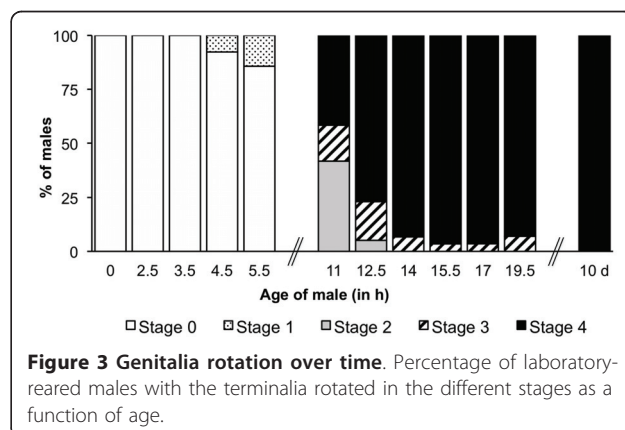 100
75
50
25
0
% of males
0 2.5 3.5 4.5 5.5 11 12.5 14 15.5 17 19.5 10 d
Age of male (in h)
Stage 0 Stage 1 Stage 2 Stage 3 Stage 4
Figure 3 Genitalia rotation over time. Percentage of laboratory-
reared males with the terminalia rotated in the different stages as a
function of age.